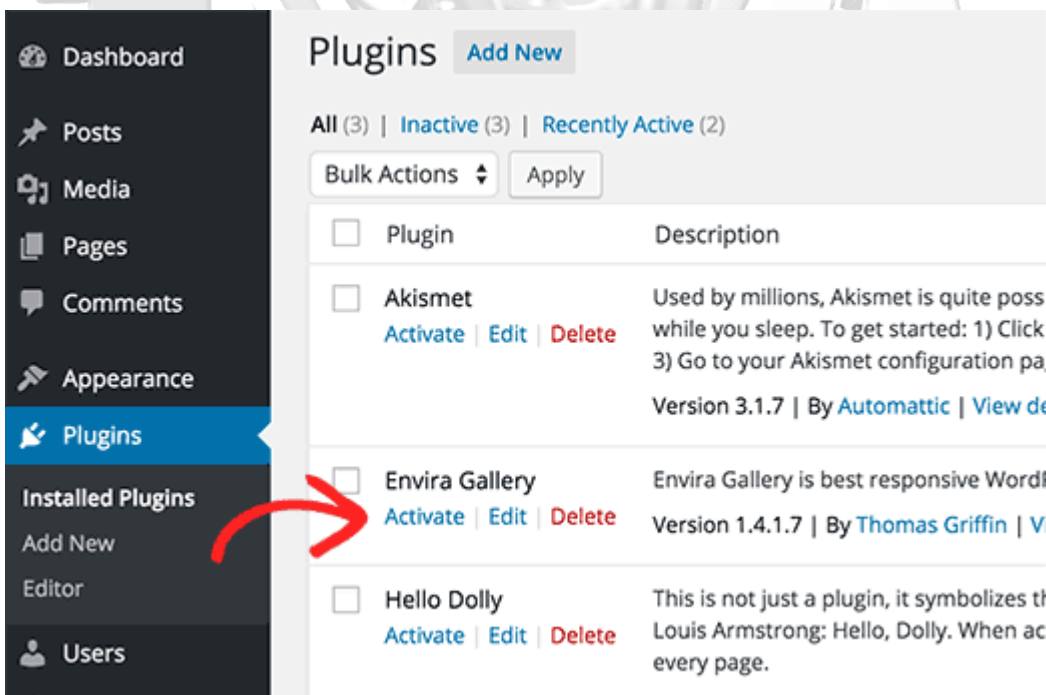 Dashboard
Posts
Media
Pages
Comments
Appearance
Plugins
Installed Plugins
Add New
Editor
Users
Plugins Add New
All (3) | Inactive (3) | Recently Active (2)
Bulk Actions Apply
Plugin Description
Akismet
Activate | Edit | Delete
Used by millions, Akismet is quite poss
while you sleep. To get started: 1) Click
3) Go to your Akismet configuration pa
Version 3.1.7 | By Automattic | View de
Envira Gallery
Activate | Edit | Delete
Envira Gallery is best responsive Word
Version 1.4.1.7 | By Thomas Griffin | V
Hello Dolly
Activate | Edit | Delete
This is not just a plugin, it symbolizes th
Louis Armstrong: Hello, Dolly. When ac
every page.